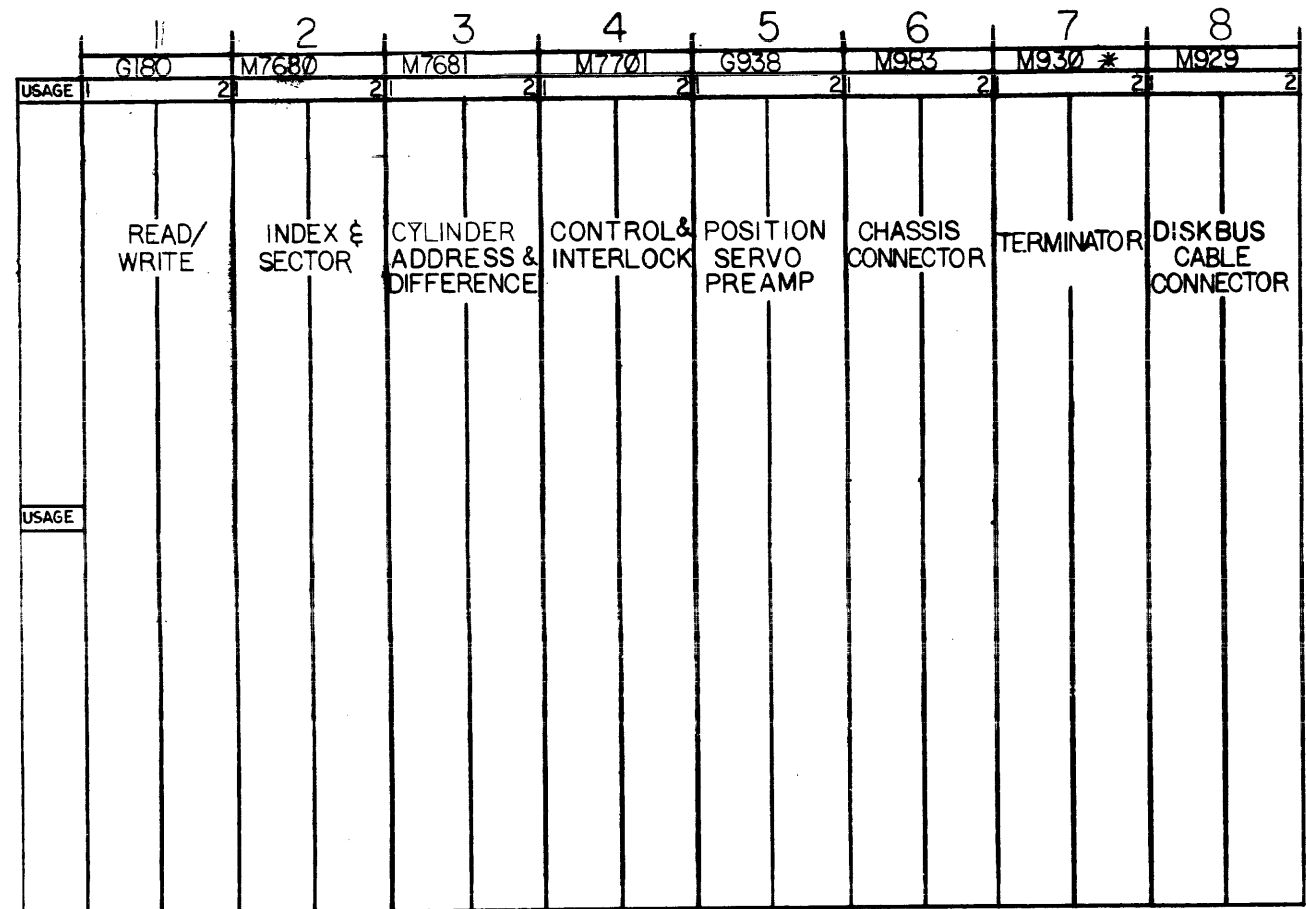 1 2 3 4 5 6 7 8
G180 M7680 M7681 M7701 G938 M983 M930 * M929
USAGE 1 2 1 2 1 2 1 2 1 2 1 2 1 2 1 2
READ/
WRITE
INDEX &
SECTOR
CYLINDER
ADDRESS &
DIFFERENCE
CONTROL &
INTERLOCK
POSITION
SERVO
PREAMP
CHASSIS
CONNECTOR
TERMINATOR
DISKBUS
CABLE
CONNECTOR
USAGE